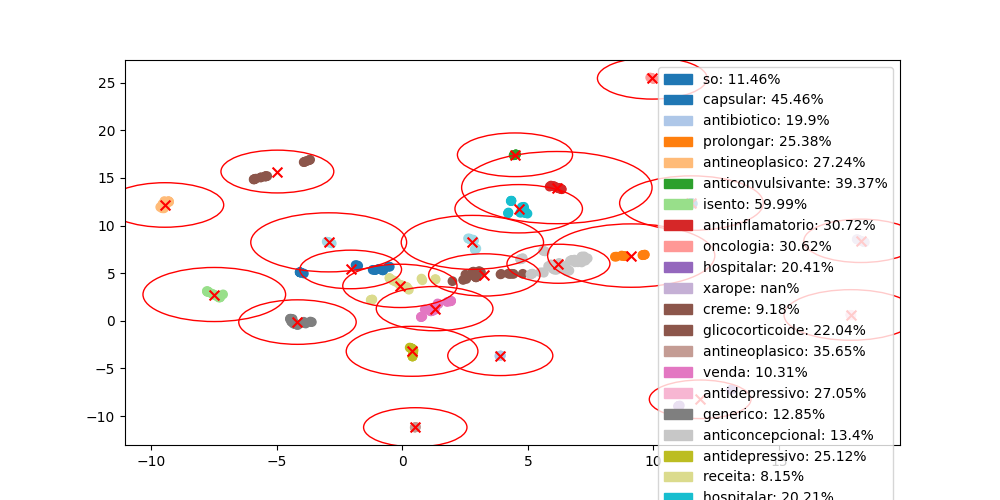 25
20
15
10
5
0
−5
−10
−10
−5
0
5
10
15
so: 11.46%
capsular: 45.46%
antibiotico: 19.9%
prolongar: 25.38%
antineoplasico: 27.24%
anticonvulsivante: 39.37%
isento: 59.99%
antiinflamatorio: 30.72%
oncologia: 30.62%
hospitalar: 20.41%
xarope: nan%
creme: 9.18%
glicocorticoide: 22.04%
antineoplasico: 35.65%
venda: 10.31%
antidepressivo: 27.05%
generico: 12.85%
anticoncepcional: 13.4%
antidepressivo: 25.12%
receita: 8.15%
hospitalar: 20.21%